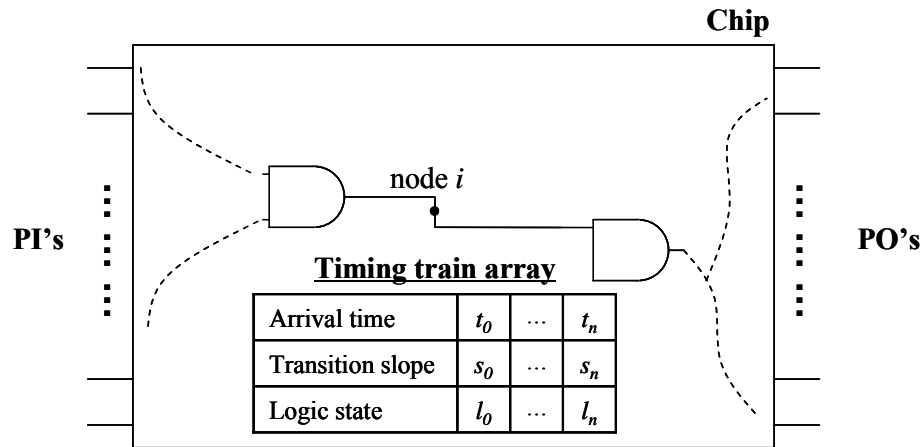 Chip
node i
PI's
PO's
Timing train array
Arrival time t0 ... tn
Transition slope s0 ... sn
Logic state l0 ... ln